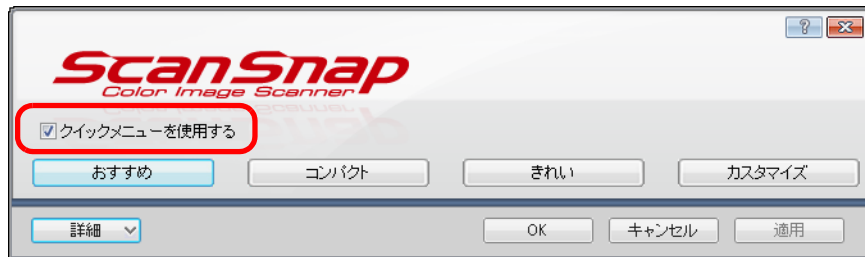 ScanSnap
Color Image Scanner
クイックメニューを使用する
おすすめ コンパクト きれい カスタマイズ
詳細 OK キャンセル 適用